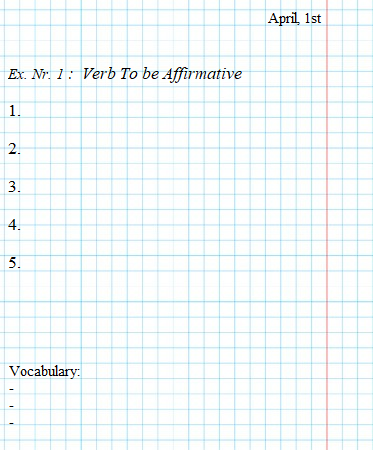 April, 1st
Ex. Nr. 1 : Verb To be Affirmative
1.
2.
3.
4.
5.
Vocabulary:
-
-
-